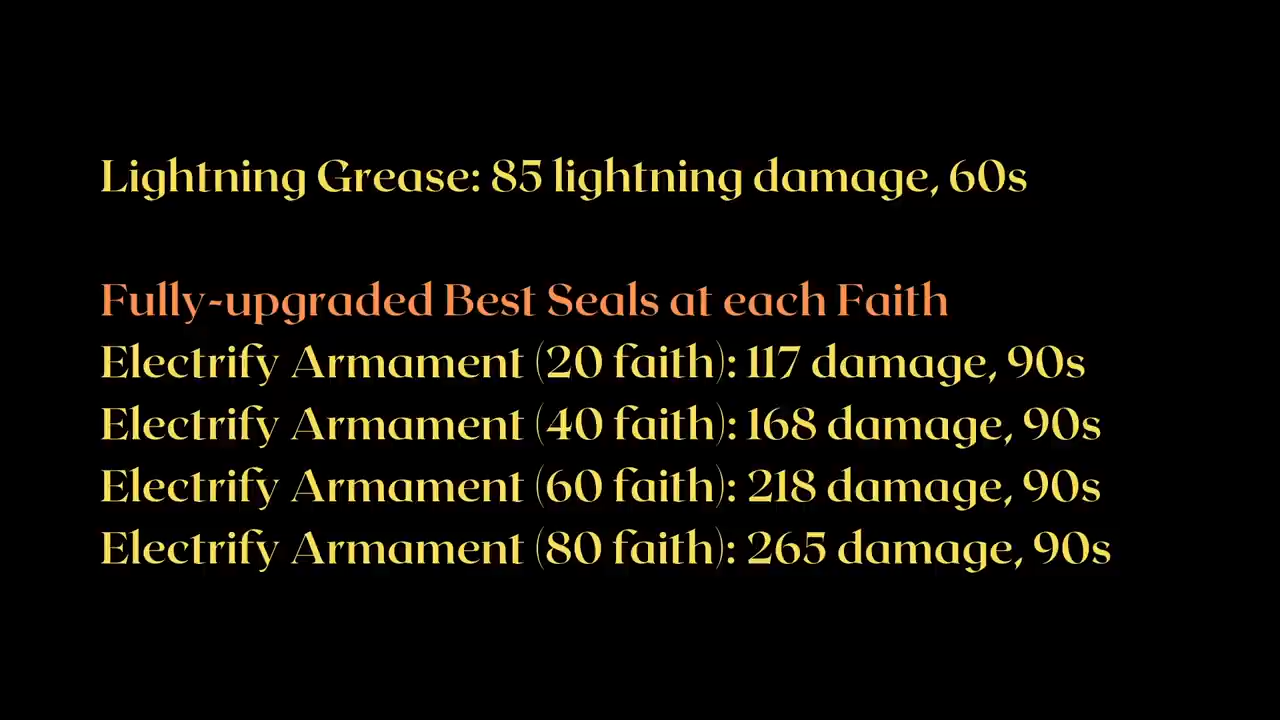 Lightning Grease: 85 lightning damage, 60s
Fully-upgraded Best Seals at each Faith
Electrify Armament (20 faith): 117 damage, 90s
Electrify Armament (40 faith): 168 damage, 90s
Electrify Armament (60 faith): 218 damage, 90s
Electrify Armament (80 faith): 265 damage, 90s